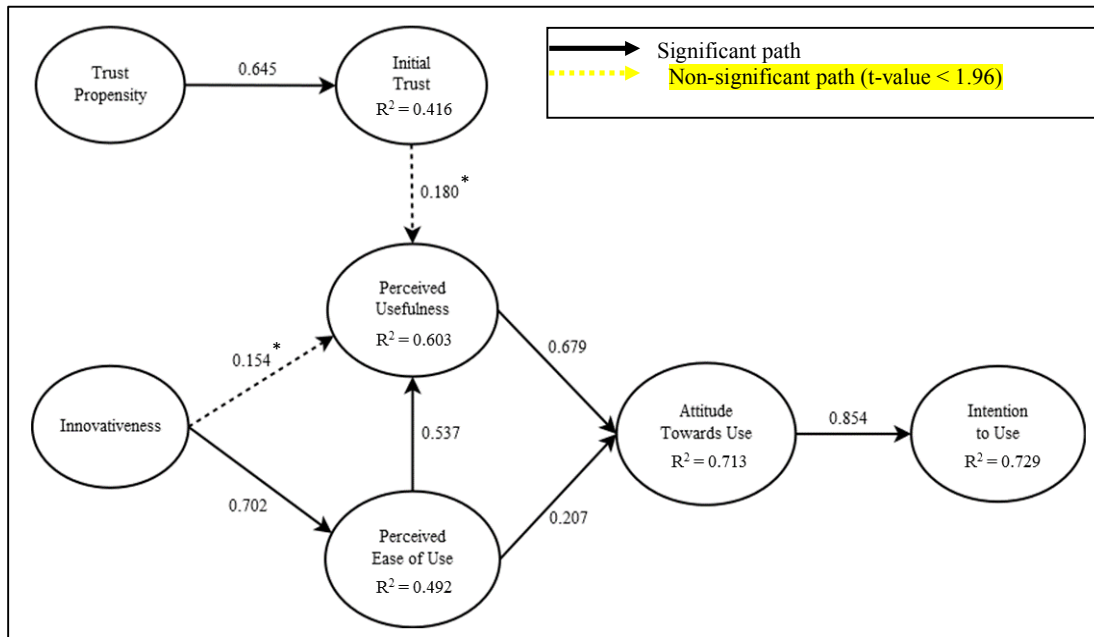 Significant path
Non-significant path (t-value < 1.96)
Trust
Propensity
0.645
Initial
Trust
R² = 0.416
0.180*
Perceived
Usefulness
R² = 0.603
0.154*
0.679
Innovativeness
0.537
Attitude
Towards Use
R² = 0.713
0.854
Intention
to Use
R² = 0.729
0.702
0.207
Perceived
Ease of Use
R² = 0.492